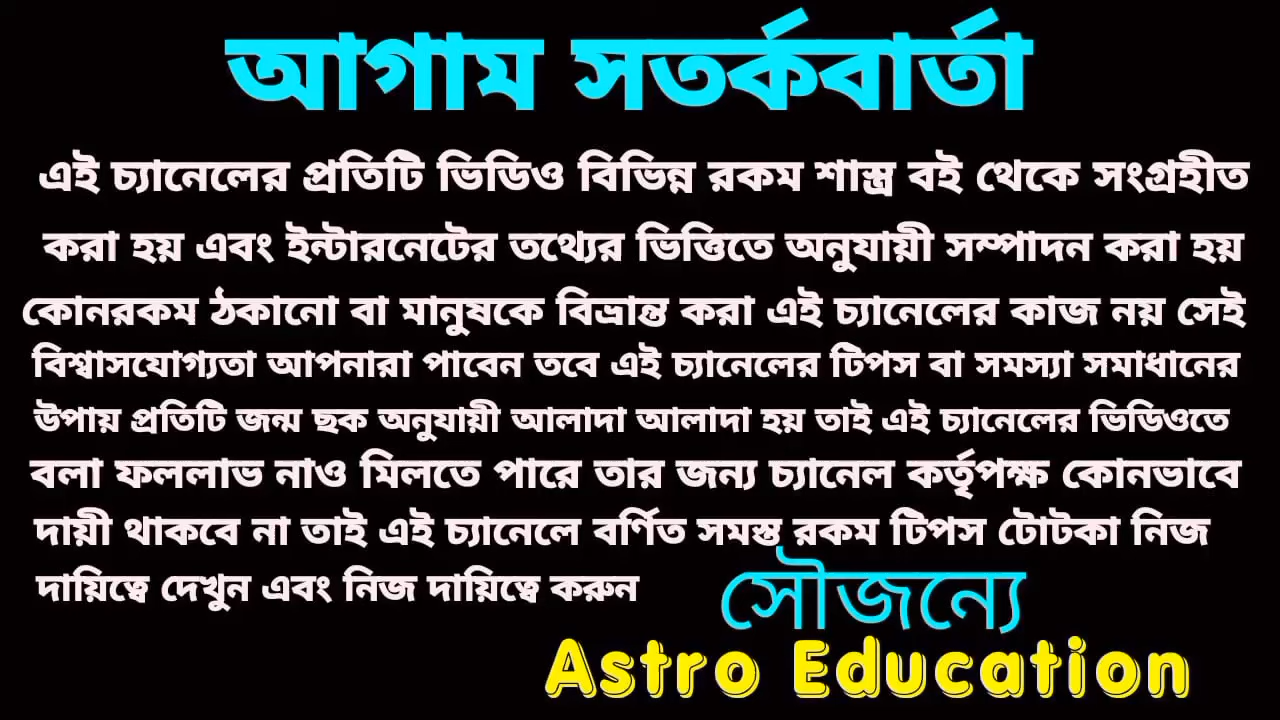 আগাম সতর্কবার্তা
এই চ্যানেলের প্রতিটি ভিডিও বিভিন্ন রকম শাস্ত্র বই থেকে সংগ্রহীত
করা হয় এবং ইন্টারনেটের তথ্যের ভিত্তিতে অনুযায়ী সম্পাদন করা হয়
কোনরকম ঠকানো বা মানুষকে বিভ্রান্ত করা এই চ্যানেলের কাজ নয় সেই
বিশ্বাসযোগ্যতা আপনারা পাবেন তবে এই চ্যানেলের টিপস বা সমস্যা সমাধানের
উপায় প্রতিটি জন্ম ছক অনুযায়ী আলাদা আলাদা হয় তাই এই চ্যানেলের ভিডিওতে
বলা ফললাভ নাও মিলতে পারে তার জন্য চ্যানেল কর্তৃপক্ষ কোনভাবে
দায়ী থাকবে না তাই এই চ্যানেলে বর্ণিত সমস্ত রকম টিপস টোটকা নিজ
দায়িত্বে দেখুন এবং নিজ দায়িত্বে করুন
সৌজন্যে
Astro Education